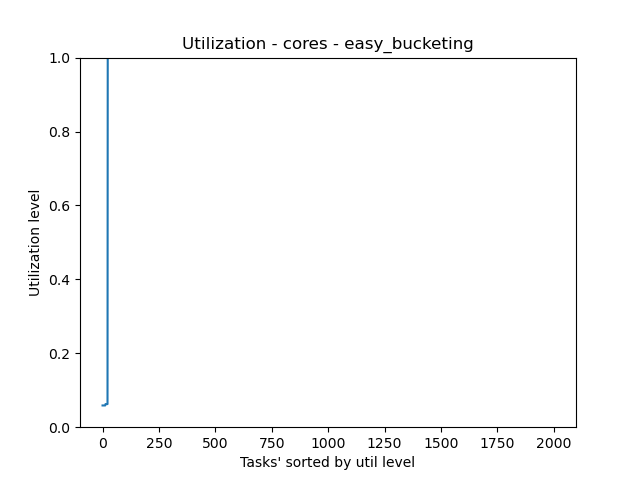 Utilization - cores - easy_bucketing
1.0
0.8
0.6
0.4
0.2
0.0
Utilization level
0 250 500 750 1000 1250 1500 1750 2000
Tasks' sorted by util level